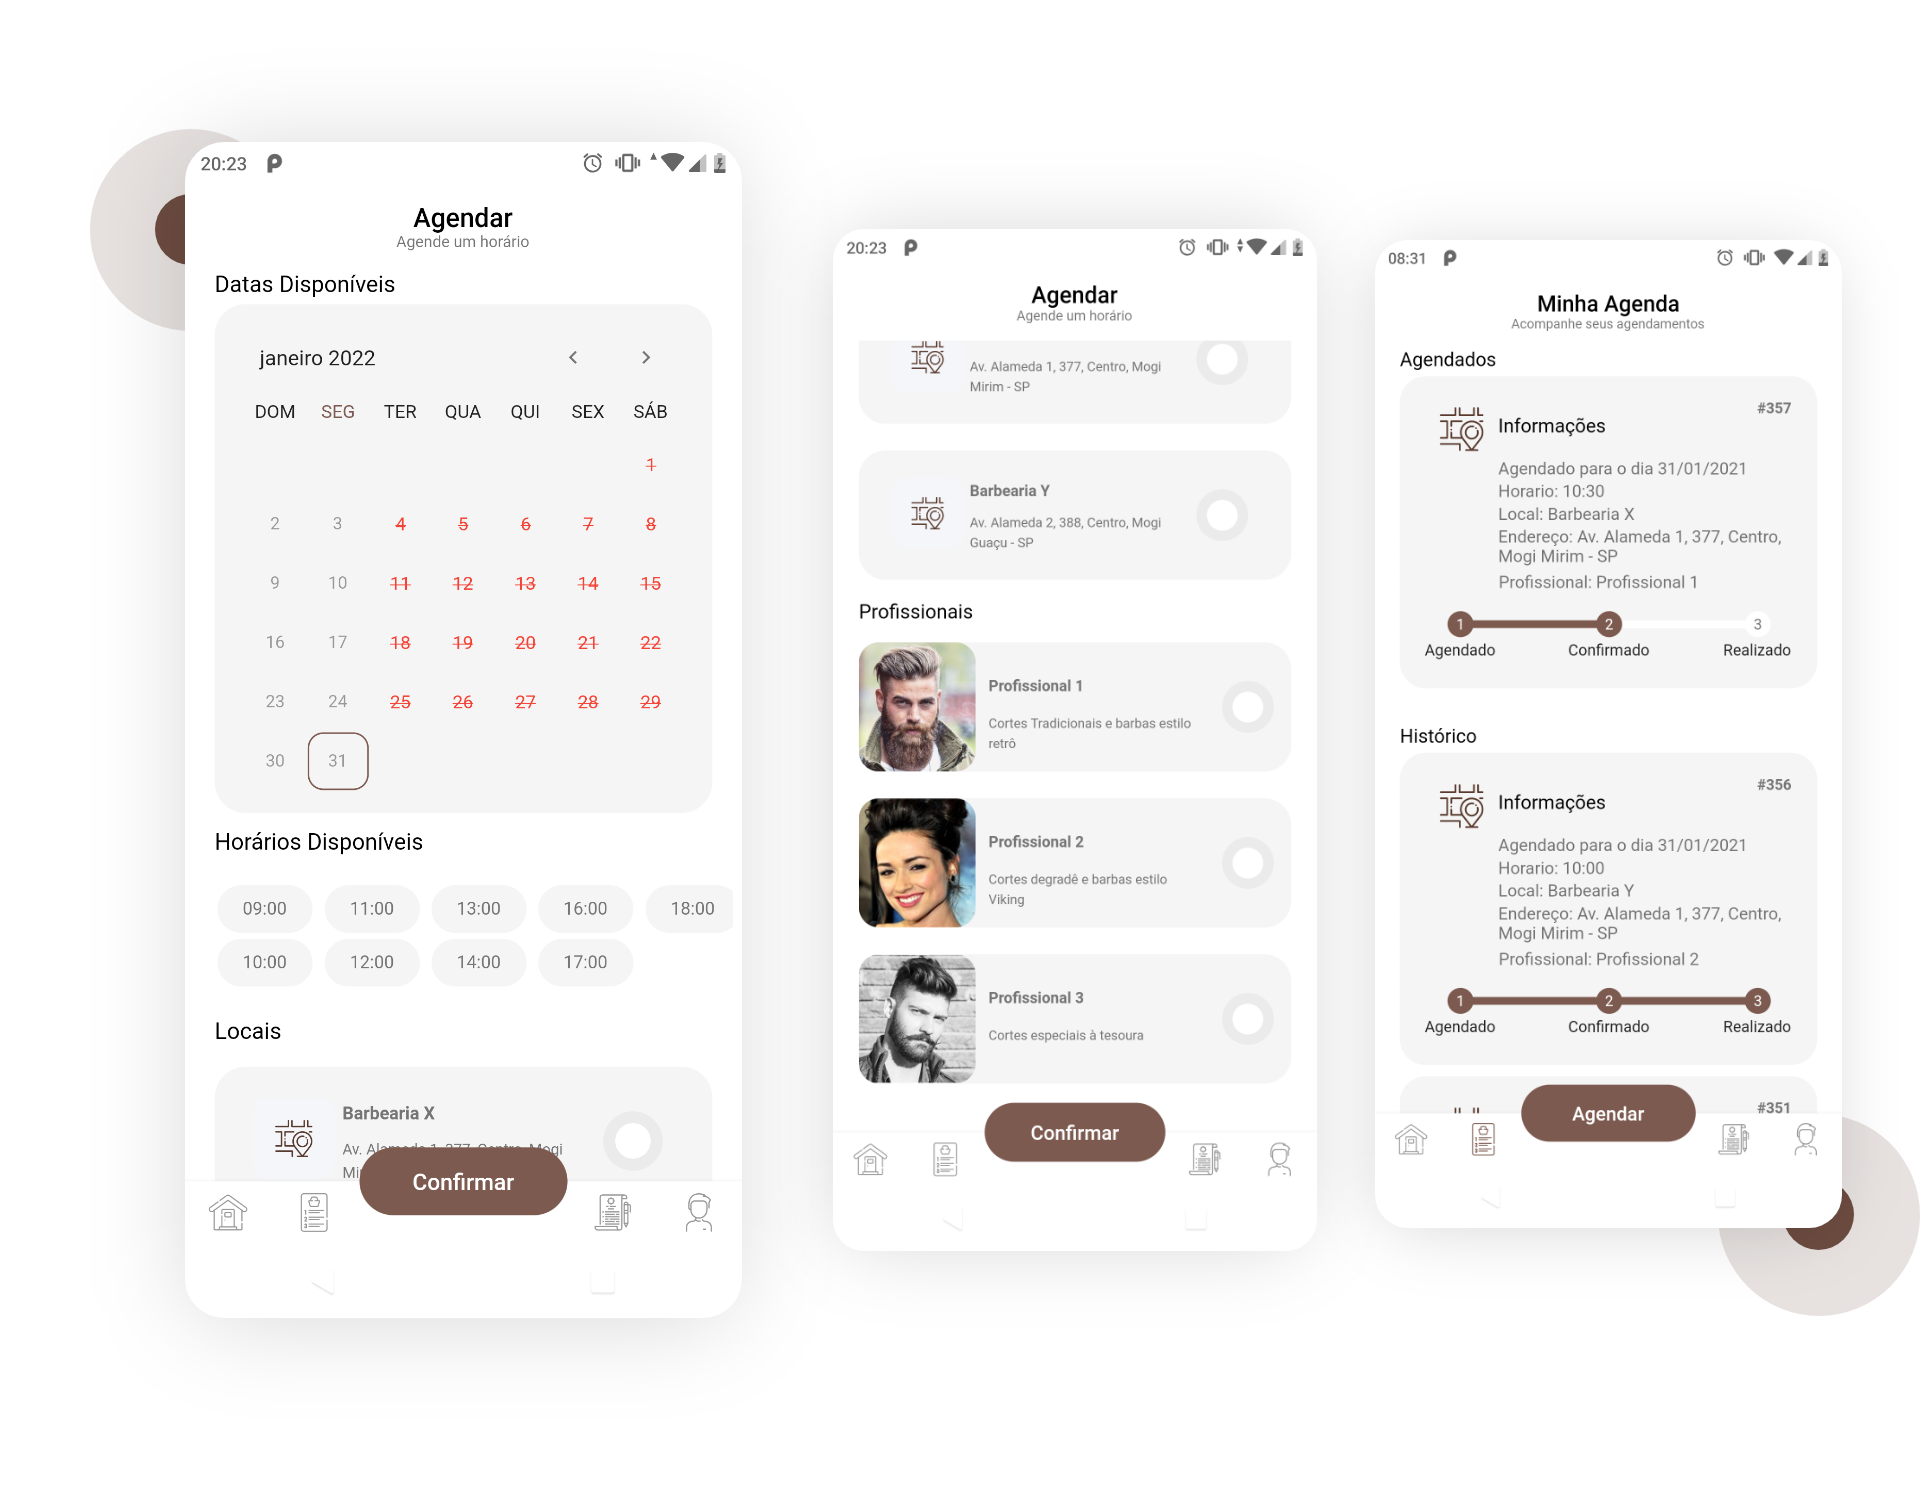 20:23
Agendar
Agende um horário
Datas Disponíveis
janeiro 2022
DOM SEG TER QUA QUI SEX SÁB
1
2 3 4 5 6 7 8
9 10 11 12 13 14 15
16 17 18 19 20 21 22
23 24 25 26 27 28 29
30 31
Horários Disponíveis
09:00 11:00 13:00 16:00 18:00
10:00 12:00 14:00 17:00
Locais
Barbearia X
Av. Alameda 1, 377, Centro, Mogi
Confirmar
20:23
Agendar
Agende um horário
Av. Alameda 1, 377, Centro, Mogi
Mirim - SP
Barbearia Y
Av. Alameda 2, 388, Centro, Mogi
Guaçu - SP
Profissionais
Profissional 1
Cortes Tradicionais e barbas estilo
retrô
Profissional 2
Cortes degradê e barbas estilo
Viking
Profissional 3
Cortes especiais à tesoura
Confirmar
08:31
Minha Agenda
Acompanhe seus agendamentos
Agendados
#357
Informações
Agendado para o dia 31/01/2021
Horario: 10:30
Local: Barbearia X
Endereço: Av. Alameda 1, 377, Centro,
Mogi Mirim - SP
Profissional: Profissional 1
1 2 3
Agendado Confirmado Realizado
Histórico
#356
Informações
Agendado para o dia 31/01/2021
Horario: 10:00
Local: Barbearia Y
Endereço: Av. Alameda 1, 377, Centro,
Mogi Mirim - SP
Profissional: Profissional 2
1 2 3
Agendado Confirmado Realizado
#351
Agendar